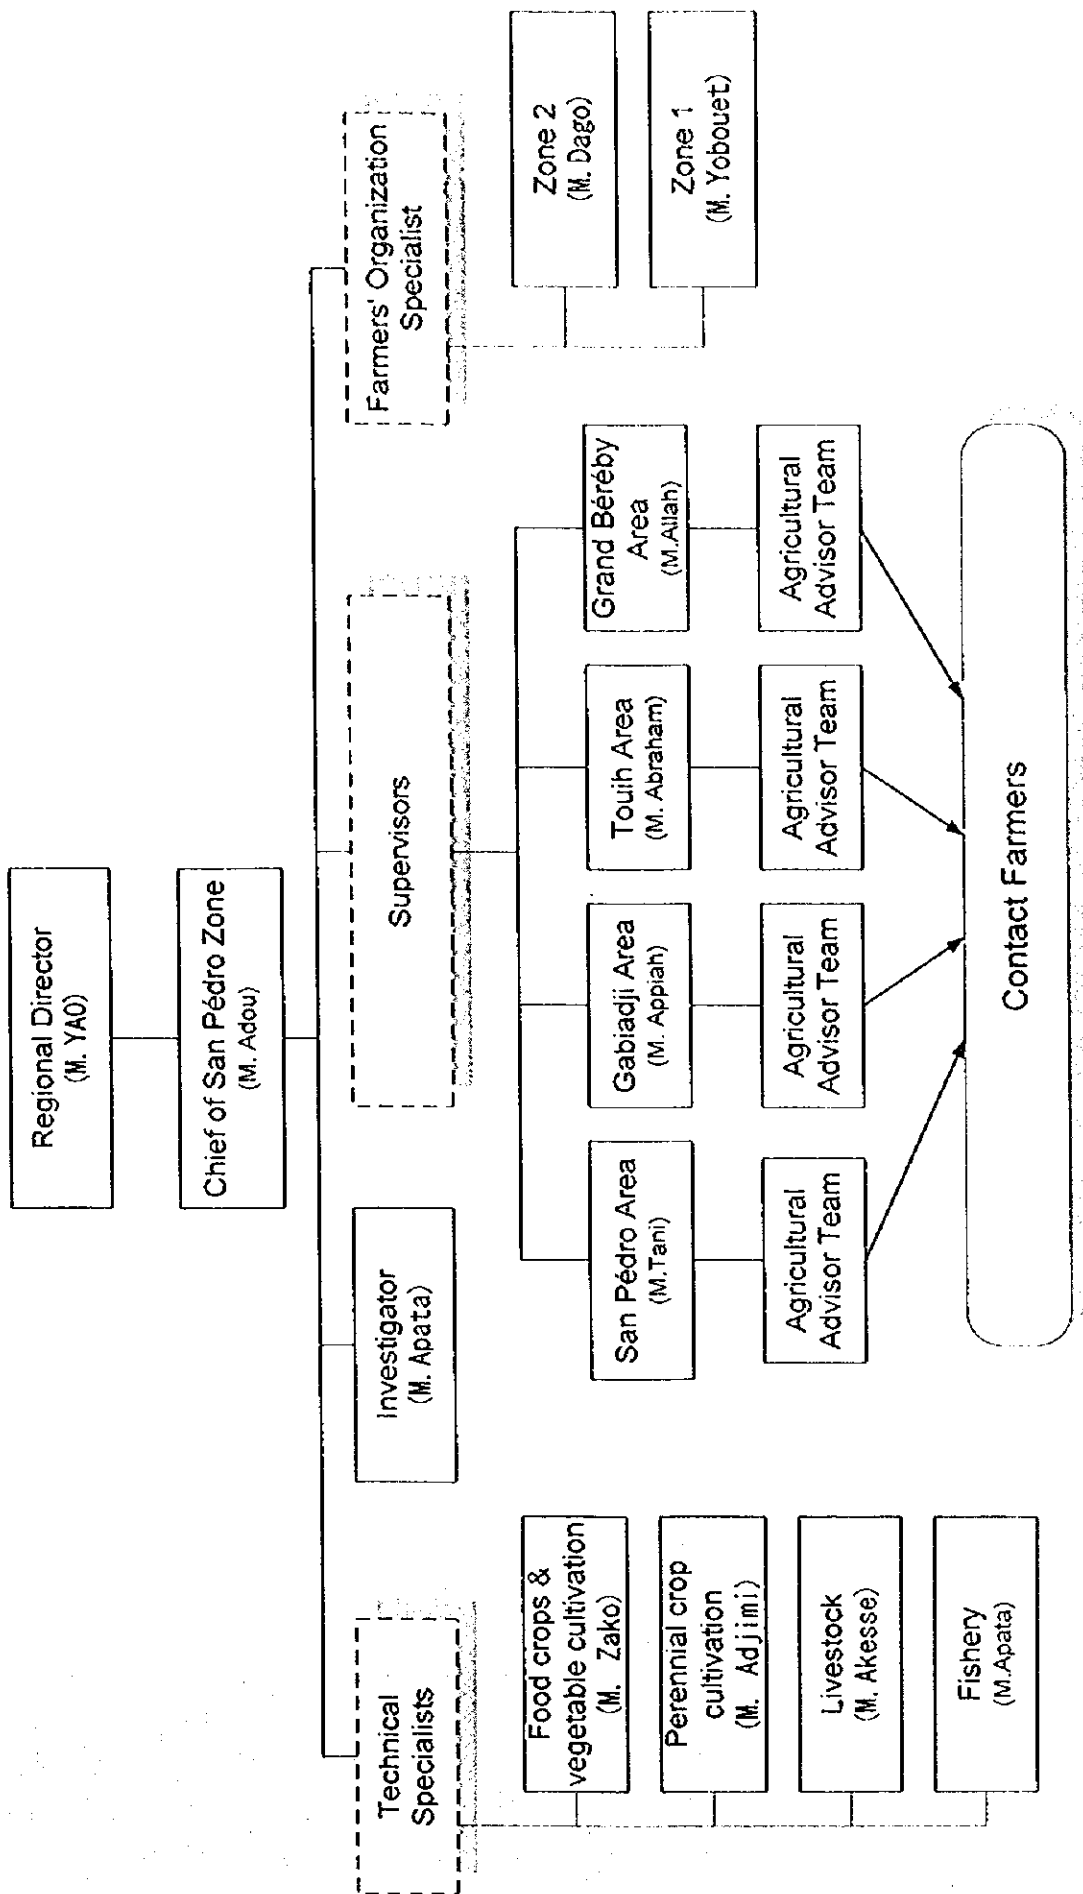 Regional Director
(M. YAO)
Chief of San Pédro Zone
(M. Adou)
Technical
Specialists
Investigator
(M. Apata)
Supervisors
Farmers' Organization
Specialist
Food crops &
vegetable cultivation
(M. Zako)
Perennial crop
cultivation
(M. Adjimi)
Livestock
(M. Akesse)
Fishery
(M.Apata)
San Pédro Area
(M.Tani)
Gabiadji Area
(M. Appiah)
Touih Area
(M. Abraham)
Grand Béréby
Area
(M.Allah)
Agricultural
Advisor Team
Agricultural
Advisor Team
Agricultural
Advisor Team
Agricultural
Advisor Team
Zone 2
(M. Dago)
Zone 1
(M. Yobouet)
Contact Farmers